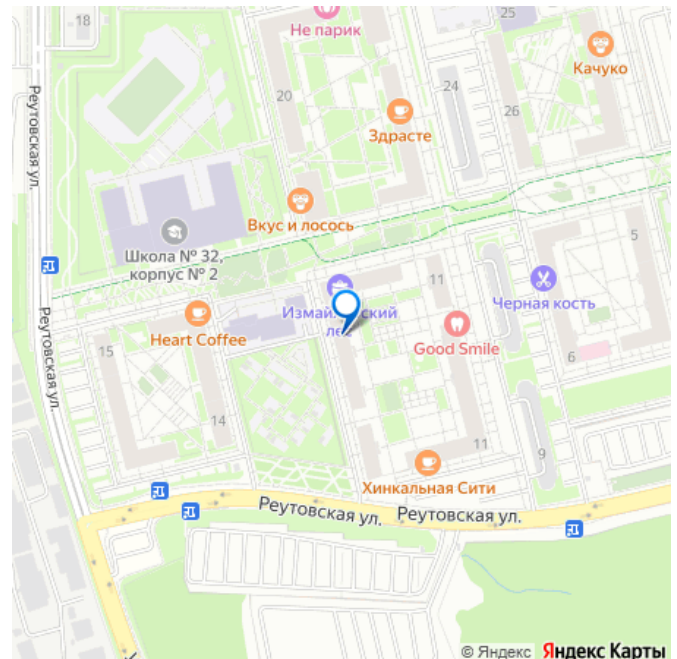 18
25
Не парик
Качуко
24
20
26
Здрасте
Реутовская ул.
Вкус и лосось
Школа № 32,
корпус № 2
5
11
Измай
ский
Черная кость
Heart Coffee
Good Smile
Реутовская ул.
15
6
14
11
9
Хинкальная Сити
Реутовская ул.
Реутовская ул.
© Яндекс Яндекс Карты